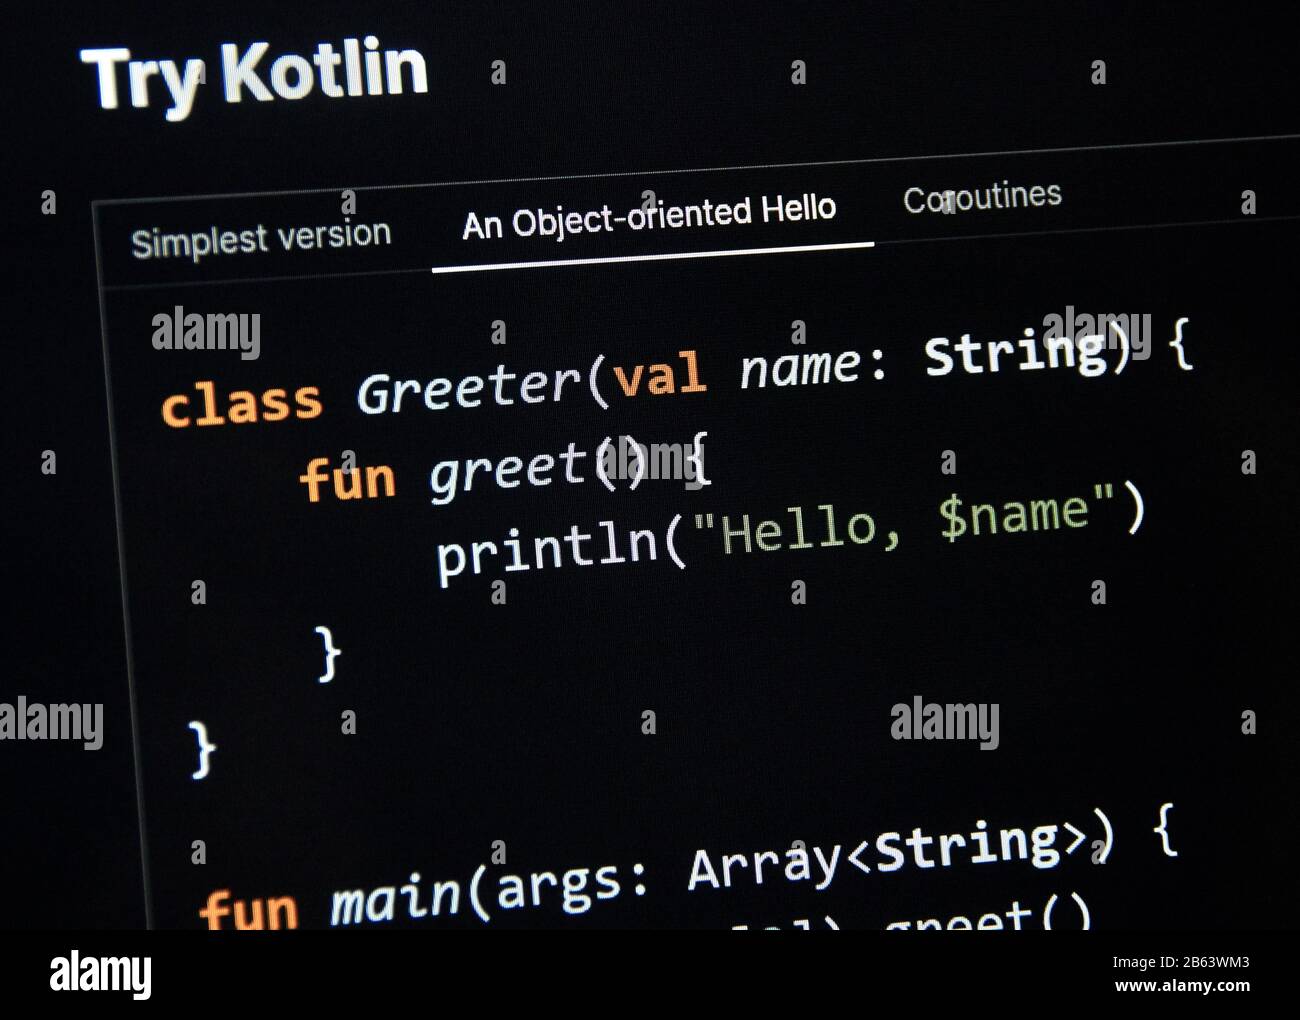 Try Kotlin
Simplest version An Object-oriented Hello Coroutines
class Greeter(val name: String) {
fun greet() {
println("Hello, $name")
}
}
fun main(args: Array<String>) {
greet()
a a a
a a a a a
alamy a a alamy
a a alamy a a
a a a a
alamy a a alamy a
a a a a
alamy
Image ID: 2B63WM3
www.alamy.com